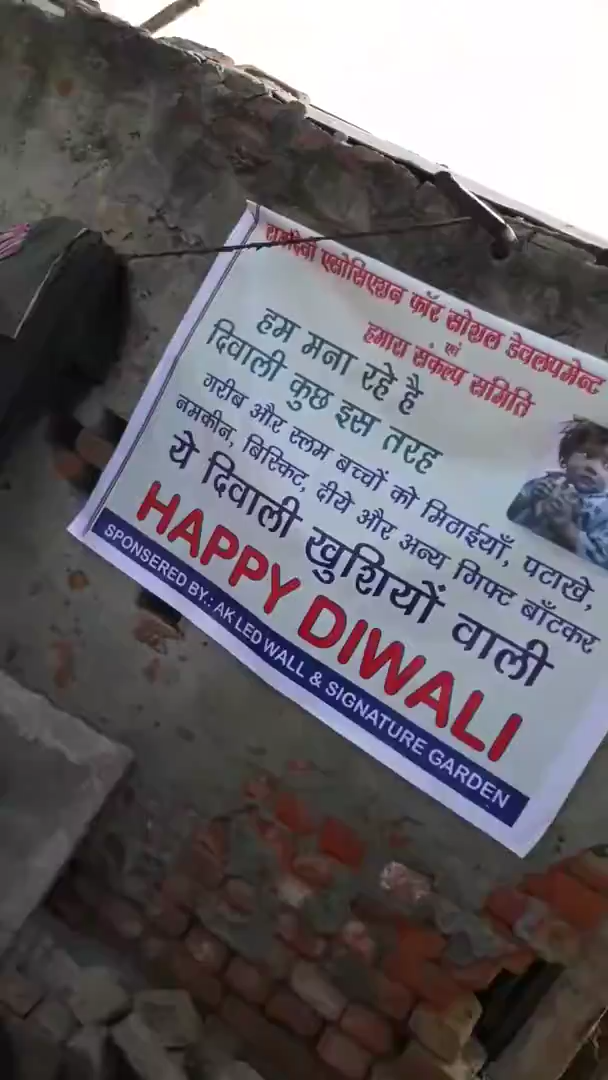 एसोसिएशन फॉर सोशल डेवलपमेन्ट
एवं
हमारा संकल्प समिति
हम मना रहे है
दिवाली कुछ इस तरह
गरीब और स्लम बच्चों को मिठाईयाँ, पटाखे,
नमकीन, बिस्किट, दीये और अन्य गिफ्ट बाँटकर
ये दिवाली खुशियों वाली
HAPPY DIWALI
SPONSERED BY.: AK LED WALL & SIGNATURE GARDEN